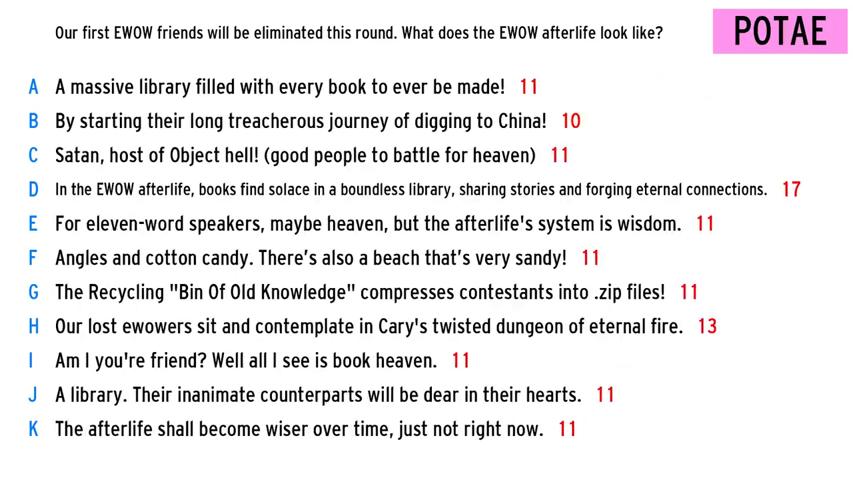 Our first EWOW friends will be eliminated this round. What does the EWOW afterlife look like?
POTAE
A A massive library filled with every book to ever be made! 11
B By starting their long treacherous journey of digging to China! 10
C Satan, host of Object hell! (good people to battle for heaven) 11
D In the EWOW afterlife, books find solace in a boundless library, sharing stories and forging eternal connections. 17
E For eleven-word speakers, maybe heaven, but the afterlife's system is wisdom. 11
F Angles and cotton candy. There’s also a beach that’s very sandy! 11
G The Recycling "Bin Of Old Knowledge" compresses contestants into .zip files! 11
H Our lost ewowers sit and contemplate in Cary's twisted dungeon of eternal fire. 13
I Am I you're friend? Well all I see is book heaven. 11
J A library. Their inanimate counterparts will be dear in their hearts. 11
K The afterlife shall become wiser over time, just not right now. 11